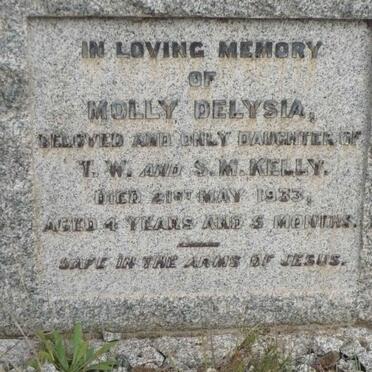 IN LOVING MEMORY
OF
MOLLY DELYSIA,
BELOVED AND ONLY DAUGHTER OF
T. W. AND S. M. KELLY.
DIED 21ST MAY 1933,
AGED 4 YEARS AND 5 MONTHS.
SAFE IN THE ARMS OF JESUS.